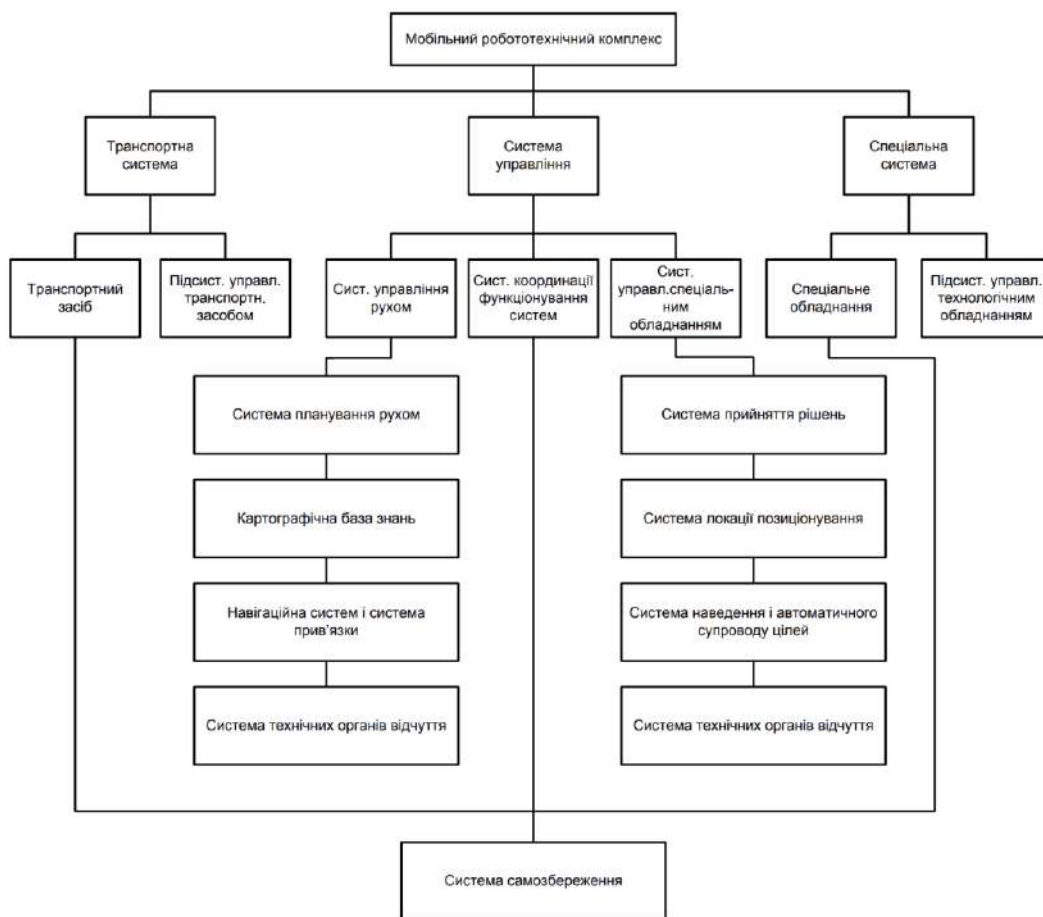 Мобільний робототехнічний комплекс
Транспортна
система
Система
управління
Спеціальна
система
Транспортний
засіб
Підсист. управл.
транспортн.
засобом
Сист. управління
рухом
Сист. координації
функціонування
систем
Сист.
управл.спеціаль-
ним
обладнанням
Спеціальне
обладнання
Підсист. управл.
технологічним
обладнанням
Система планування рухом
Система прийняття рішень
Картографічна база знань
Система локації позиціонування
Навігаційна систем і система
прив'язки
Система наведення і автоматичного
супроводу цілей
Система технічних органів відчуття
Система технічних органів відчуття
Система самозбереження